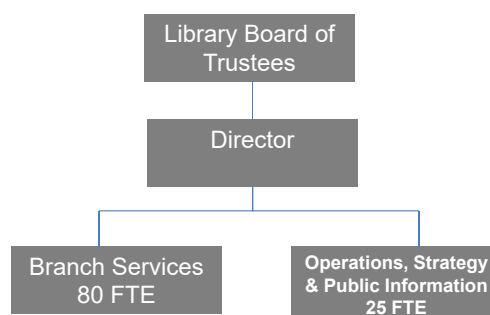 Library Board of
Trustees
Director
Branch Services
80 FTE
Operations, Strategy
& Public Information
25 FTE